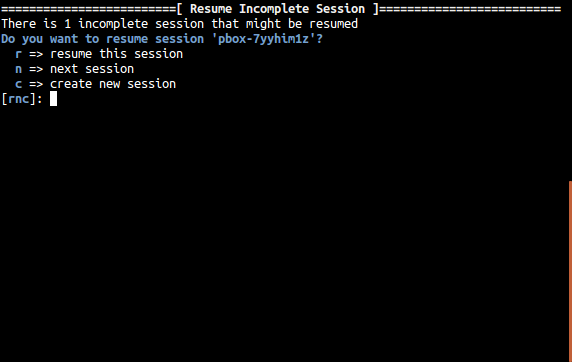 =========================[ Resume Incomplete Session ]==========================
There is 1 incomplete session that might be resumed
Do you want to resume session 'pbox-7yyhim1z'?
  r => resume this session
  n => next session
  c => create new session
[rnc]: